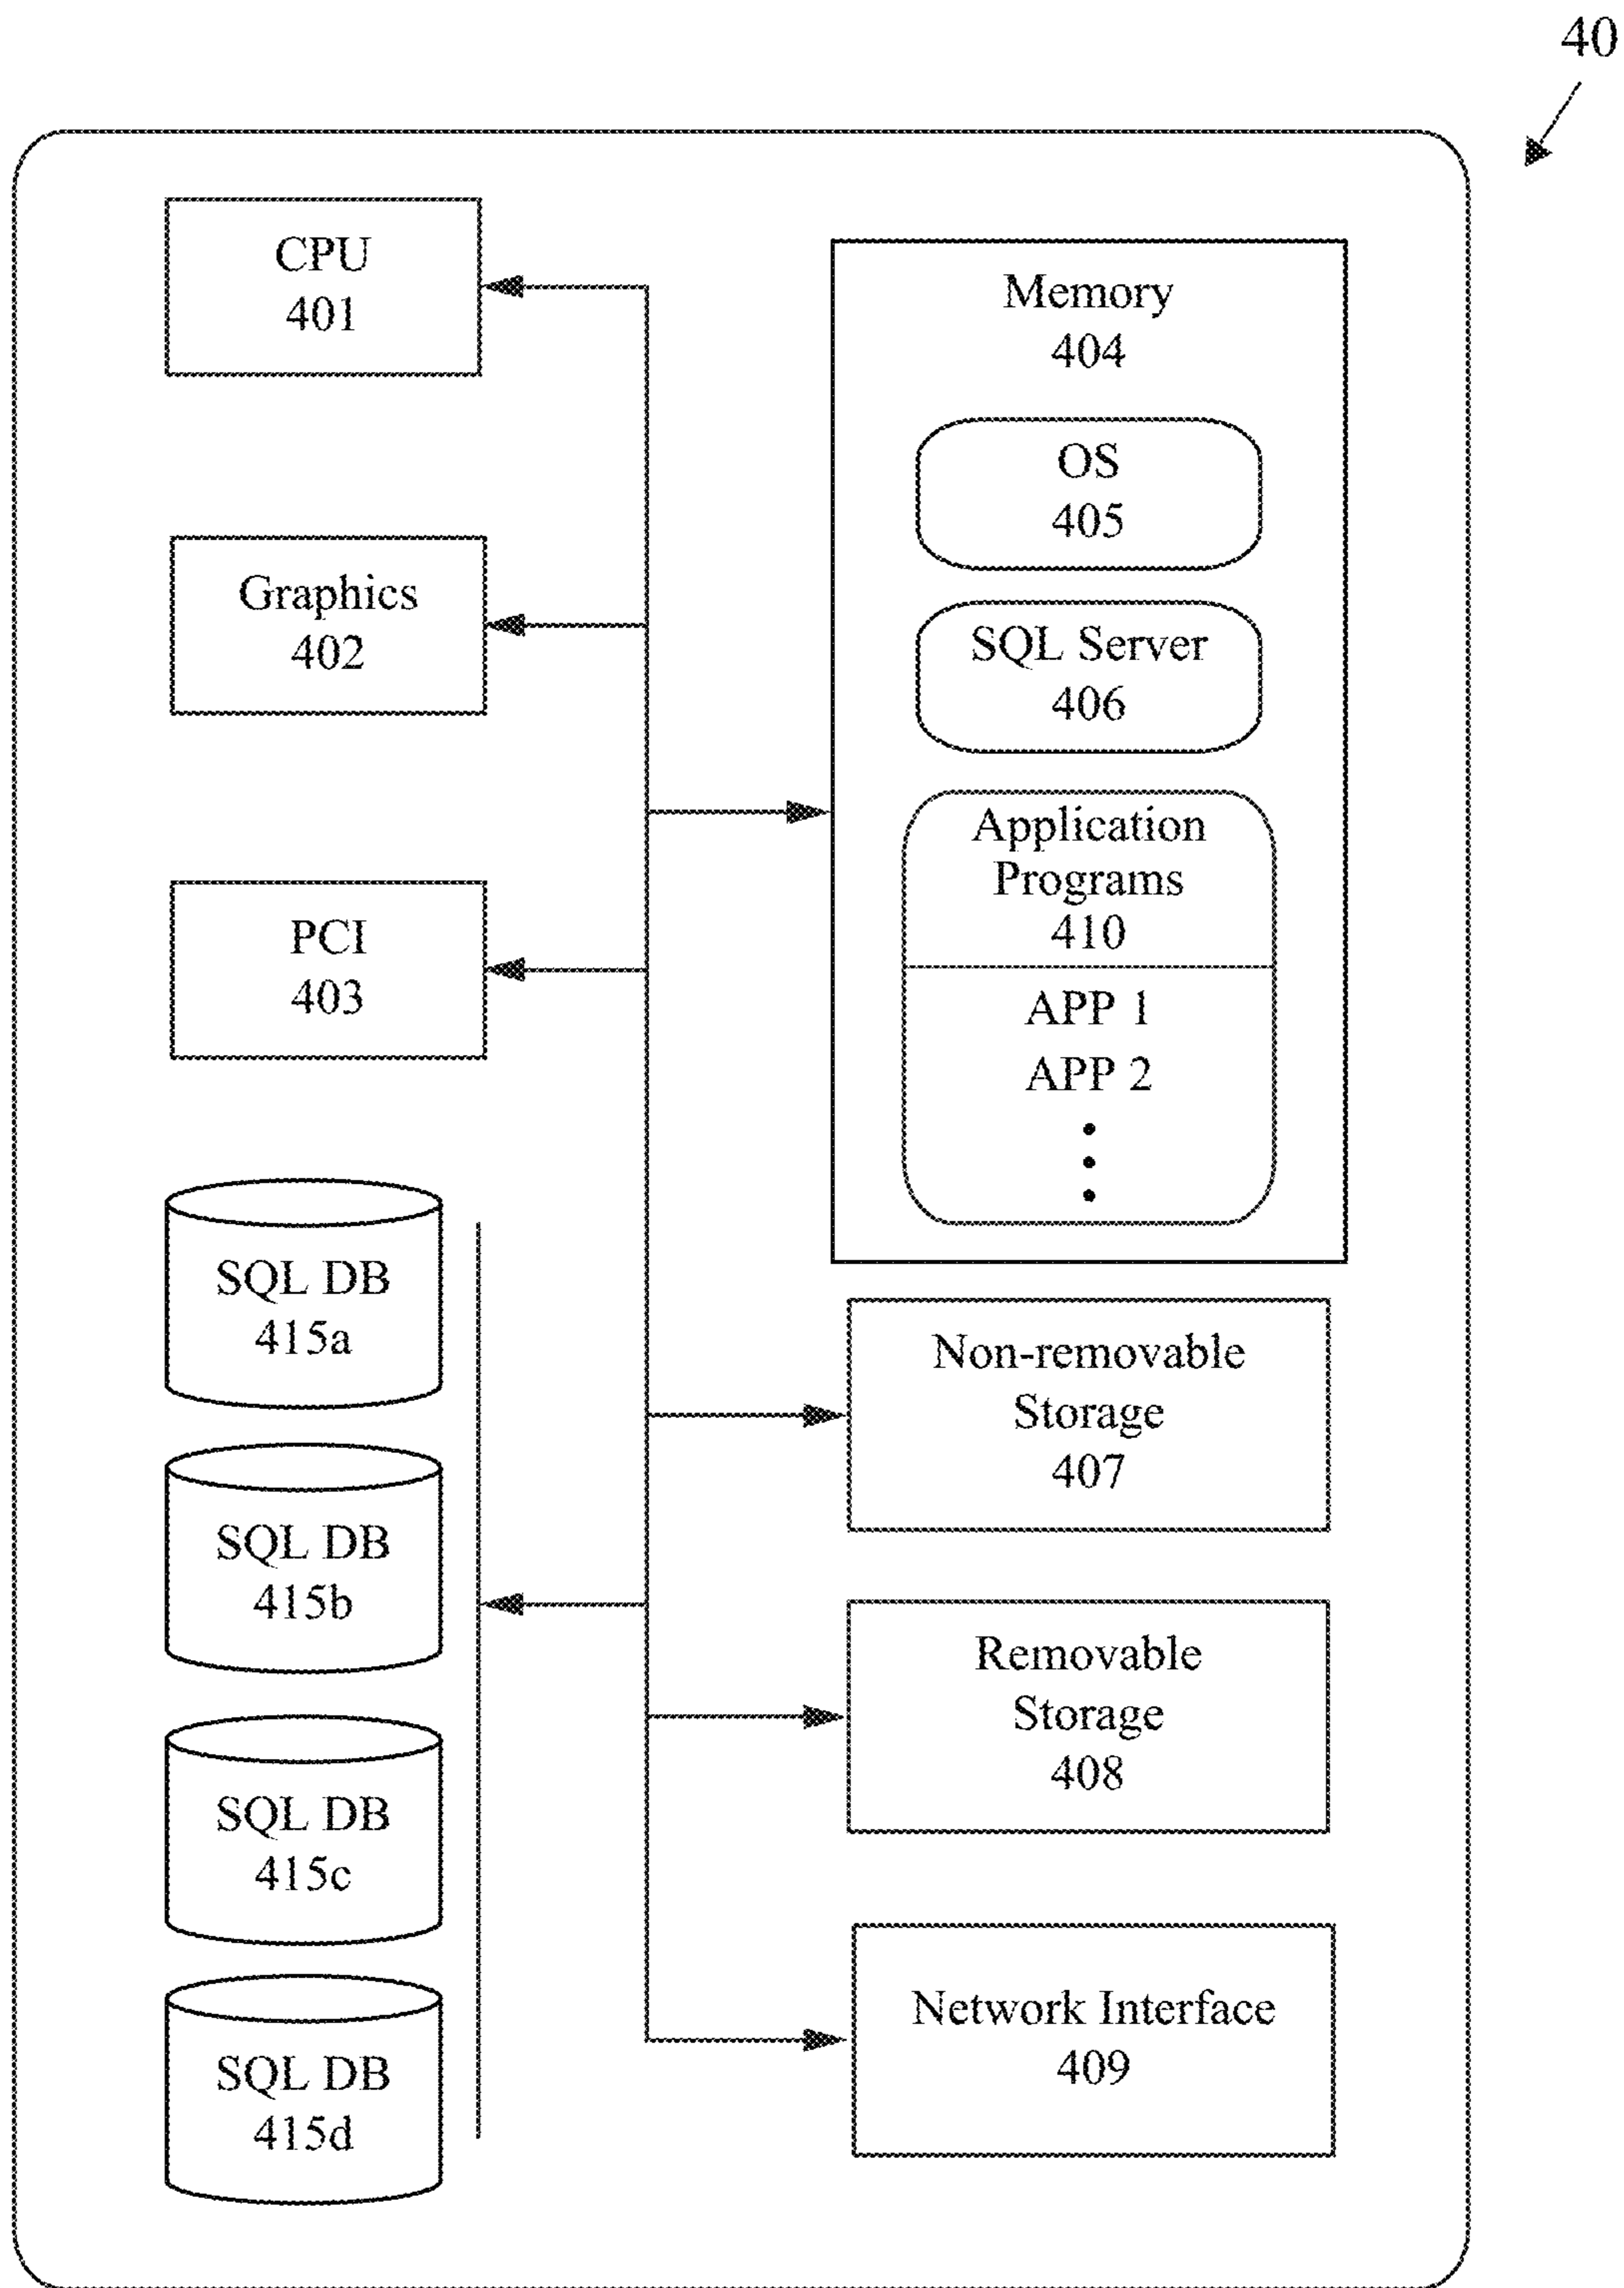 40
CPU
401
Graphics
402
PCI
403
SQL DB
415a
SQL DB
415b
SQL DB
415c
SQL DB
415d
Memory
404
OS
405
SQL Server
406
Application
Programs
410
APP 1
APP 2
Non-removable
Storage
407
Removable
Storage
408
Network Interface
409